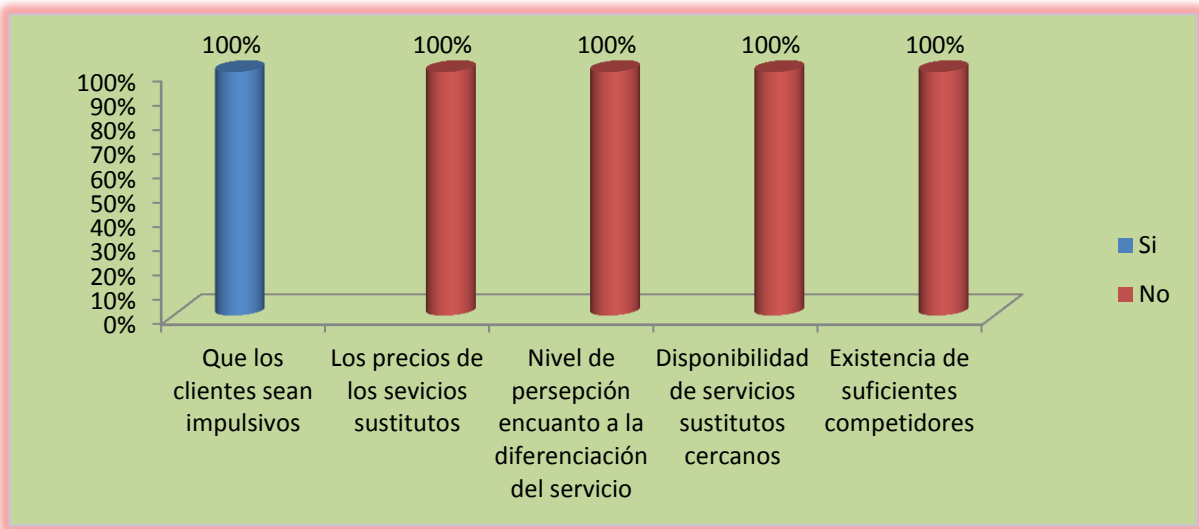 100% 100% 100% 100% 100%
100%
90%
80%
70%
60%
50%
40%
30%
20%
10%
0%
Si
No
Que los
clientes sean
impulsivos
Los precios de
los sevicios
sustitutos
Nivel de
persepción
encuanto a la
diferenciación
del servicio
Disponibilidad
de servicios
sustitutos
cercanos
Existencia de
suficientes
competidores